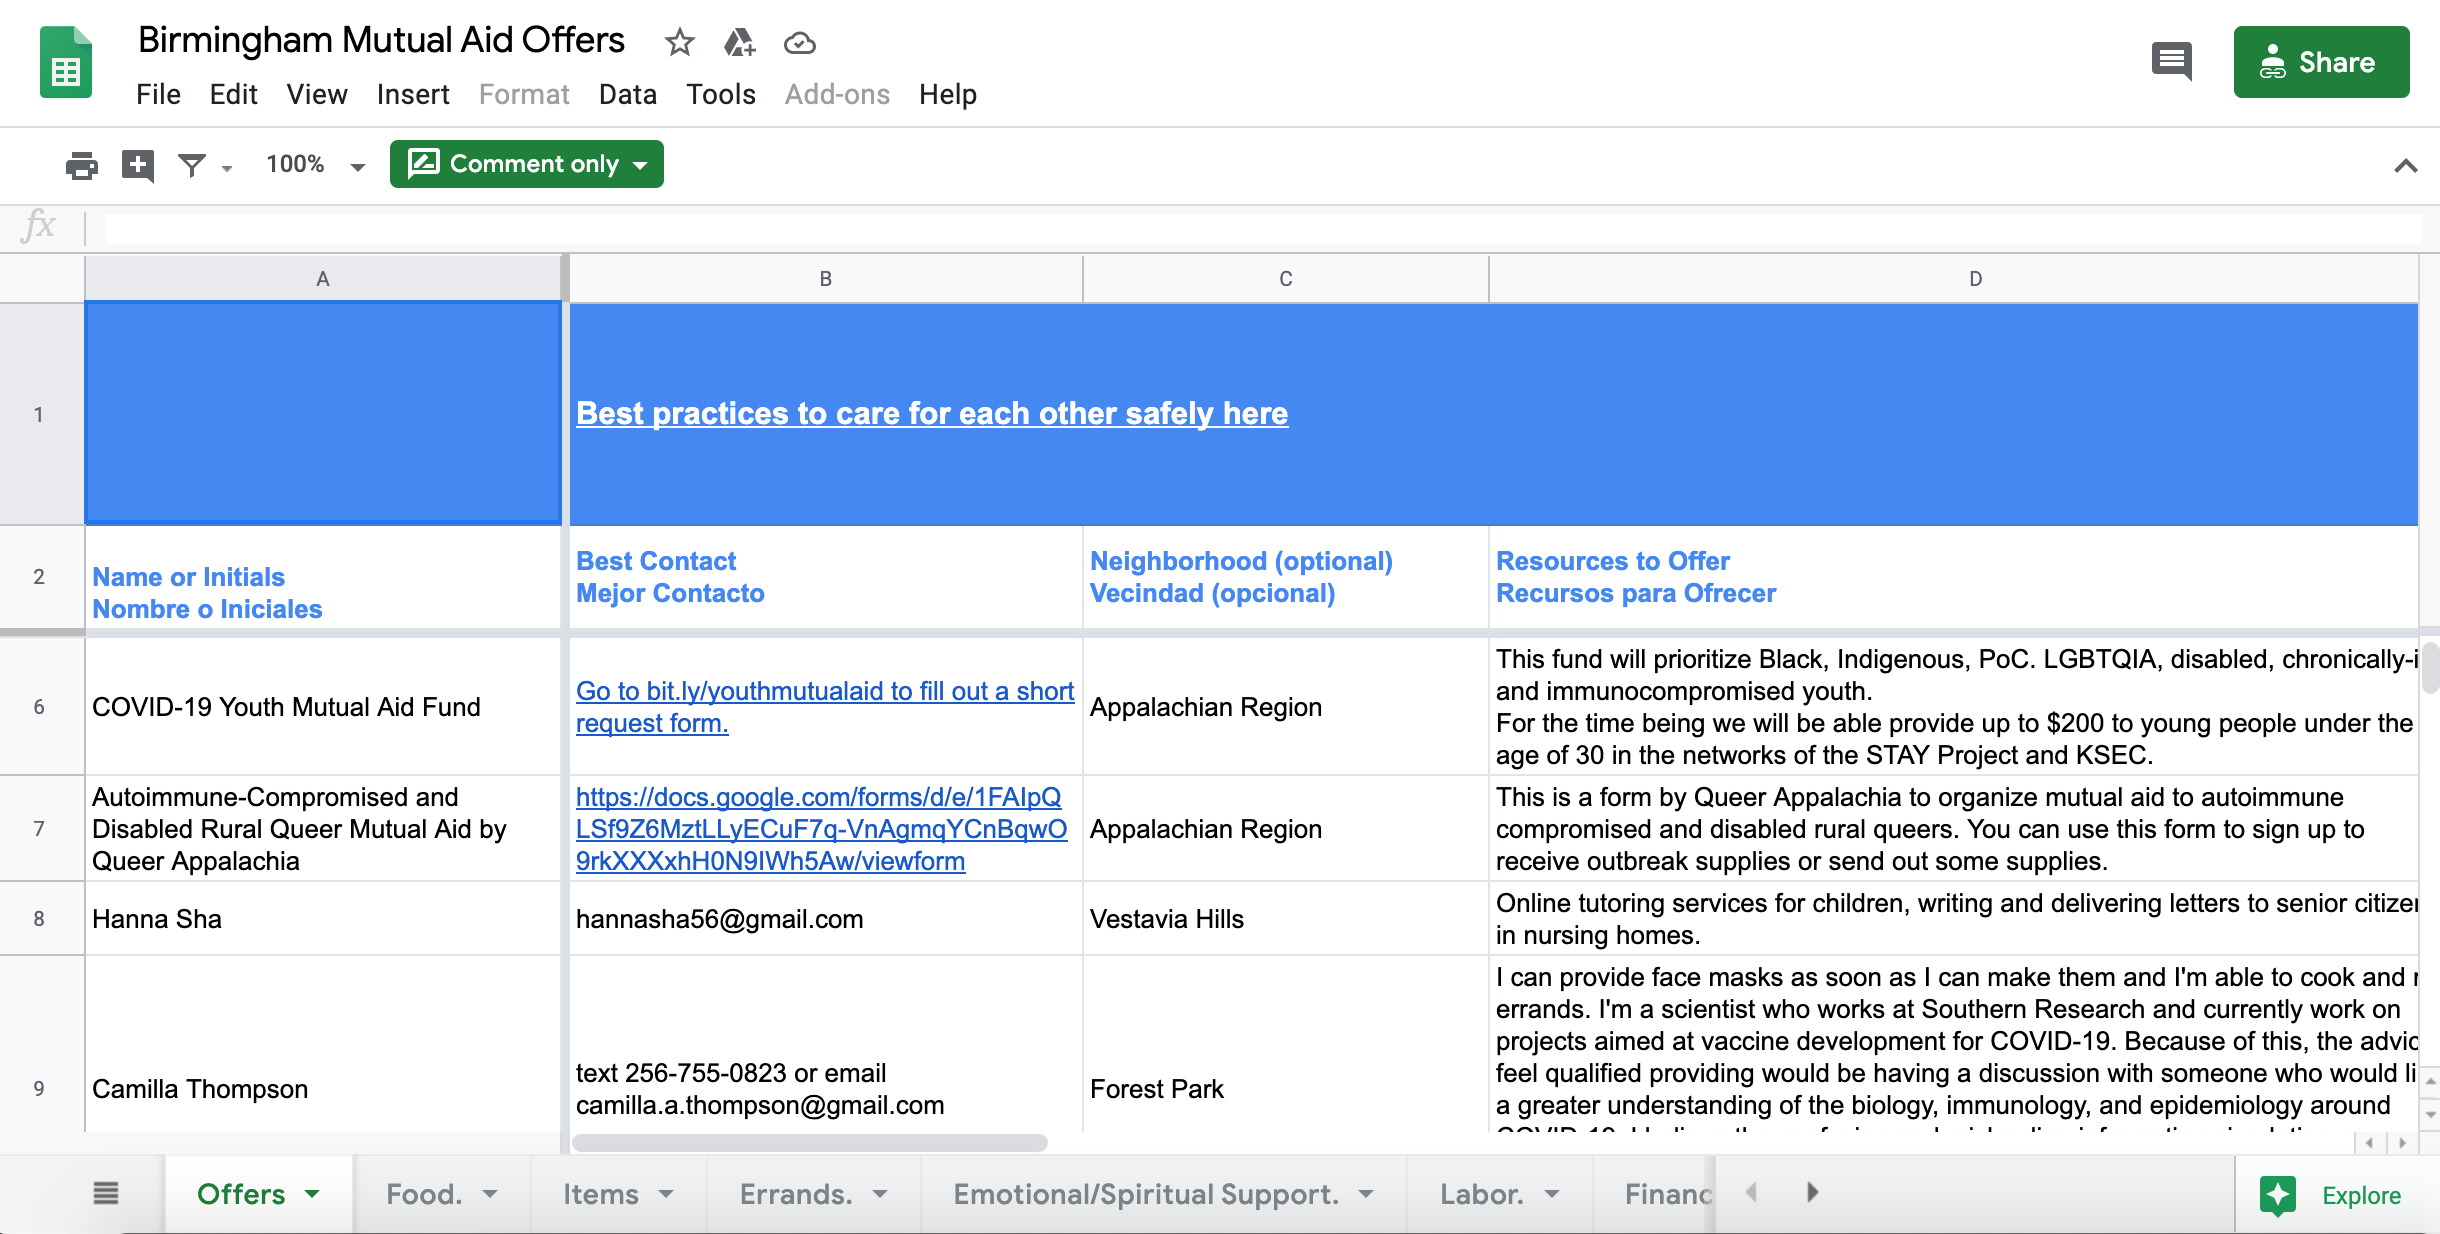 Birmingham Mutual Aid Offers
File Edit View Insert Format Data Tools Add-ons Help
Share
100%
Comment only
fx
A B C D
1
Best practices to care for each other safely here
2
Name or Initials
Nombre o Iniciales
Best Contact
Mejor Contacto
Neighborhood (optional)
Vecindad (opcional)
Resources to Offer
Recursos para Ofrecer
6
COVID-19 Youth Mutual Aid Fund
Go to bit.ly/youthmutualaid to fill out a short
request form.
Appalachian Region
This fund will prioritize Black, Indigenous, PoC. LGBTQIA, disabled, chronically-i
and immunocompromised youth.
For the time being we will be able provide up to $200 to young people under the
age of 30 in the networks of the STAY Project and KSEC.
7
Autoimmune-Compromised and
Disabled Rural Queer Mutual Aid by
Queer Appalachia
https://docs.google.com/forms/d/e/1FAIpQ
LSf9Z6MztLLyECuF7q-VnAgmqYCnBqwO
9rkXXXxhH0N9IWh5Aw/viewform
Appalachian Region
This is a form by Queer Appalachia to organize mutual aid to autoimmune
compromised and disabled rural queers. You can use this form to sign up to
receive outbreak supplies or send out some supplies.
8
Hanna Sha
hannasha56@gmail.com
Vestavia Hills
Online tutoring services for children, writing and delivering letters to senior citizen
in nursing homes.
9
Camilla Thompson
text 256-755-0823 or email
camilla.a.thompson@gmail.com
Forest Park
I can provide face masks as soon as I can make them and I'm able to cook and
errands. I'm a scientist who works at Southern Research and currently work on
projects aimed at vaccine development for COVID-19. Because of this, the advic
feel qualified providing would be having a discussion with someone who would li
a greater understanding of the biology, immunology, and epidemiology around
Offers Food. Items Errands. Emotional/Spiritual Support. Labor. Financ
Explore